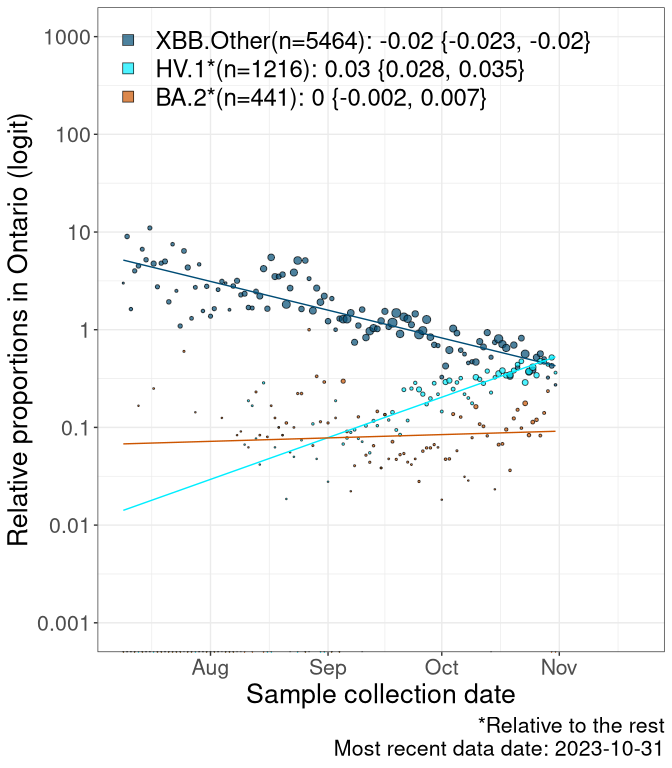 XBB.Other(n=5464): -0.02 {-0.023, -0.02}
HV.1*(n=1216): 0.03 {0.028, 0.035}
BA.2*(n=441): 0 {-0.002, 0.007}
Relative proportions in Ontario (logit)
1000
100
10
1
0.1
0.01
0.001
Aug Sep Oct Nov
Sample collection date
*Relative to the rest
Most recent data date: 2023-10-31